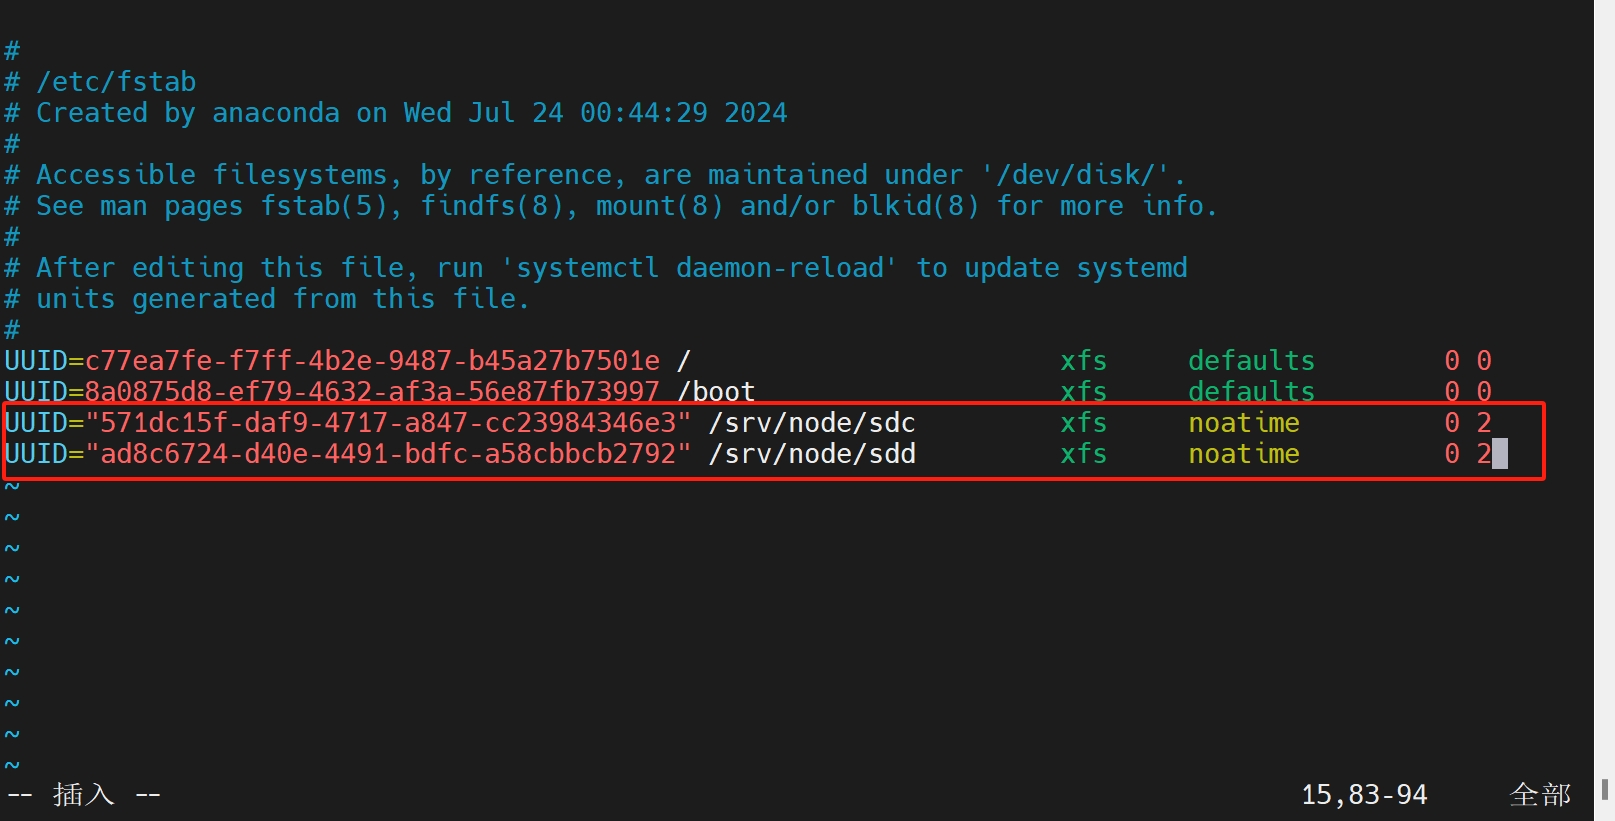 #
# /etc/fstab
# Created by anaconda on Wed Jul 24 00:44:29 2024
#
# Accessible filesystems, by reference, are maintained under '/dev/disk/'.
# See man pages fstab(5), findfs(8), mount(8) and/or blkid(8) for more info.
#
# After editing this file, run 'systemctl daemon-reload' to update systemd
# units generated from this file.
#
UUID=c77ea7fe-f7ff-4b2e-9487-b45a27b7501e / xfs defaults 0 0
UUID=8a0875d8-ef79-4632-af3a-56e87fb73997 /boot xfs defaults 0 0
UUID="571dc15f-daf9-4717-a847-cc23984346e3" /srv/node/sdc xfs noatime 0 2
UUID="ad8c6724-d40e-4491-bdfc-a58cbbcb2792" /srv/node/sdd xfs noatime 0 2
~
~
~
~
~
~
~
~
~
~
-- 插入 -- 15,83-94 全部